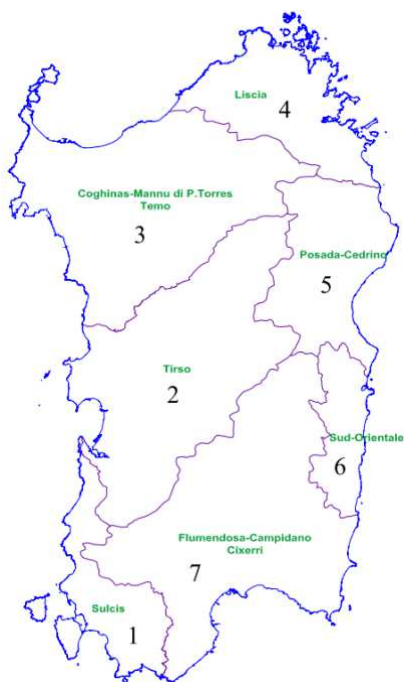 Liscia
4
Coghinas-Mannu di P.Torres
Temo
3
Posada-Cedrino
5
Tirso
2
Sud-Orientale
6
Flumendosa-Campidano
Cixerri
7
Sulcis
1